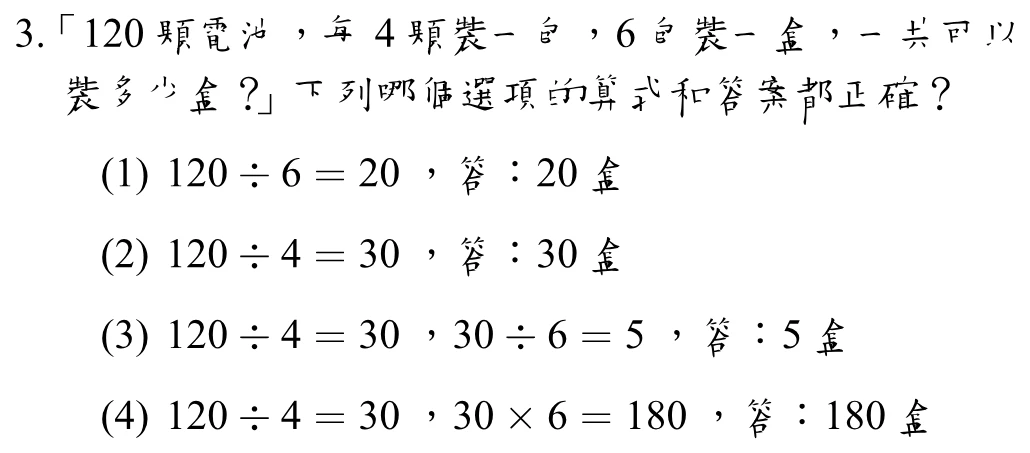 3.「120 顆電池，每 4 顆裝一包，6 包裝一盒，一共可以
裝多少盒？」下列哪個選項的算式和答案都正確？
(1) 120 ÷ 6 = 20 ，答：20 盒
(2) 120 ÷ 4 = 30 ，答：30 盒
(3) 120 ÷ 4 = 30 ，30 ÷ 6 = 5 ，答：5 盒
(4) 120 ÷ 4 = 30 ，30 × 6 = 180 ，答：180 盒